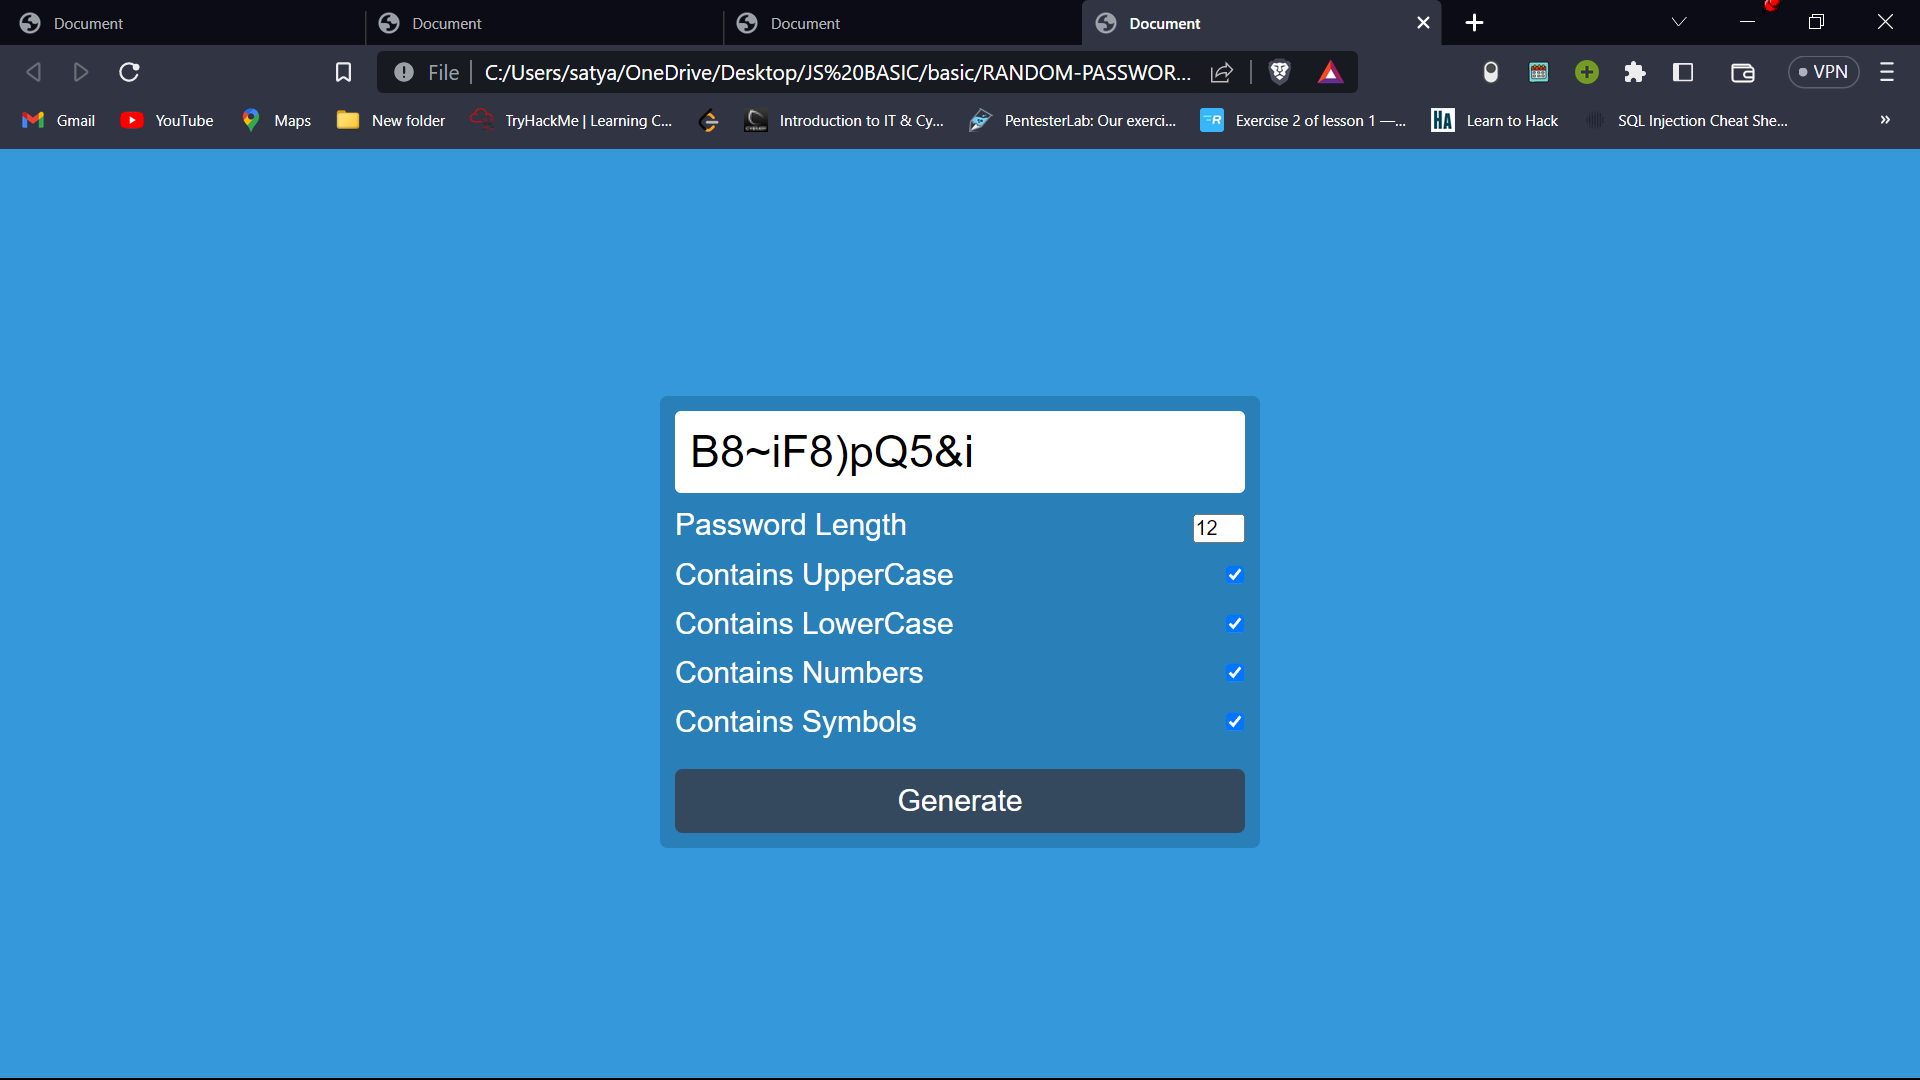 Document
Document
Document
Document
File
C:/Users/satya/OneDrive/Desktop/JS%20BASIC/basic/RANDOM-PASSWOR...
VPN
Gmail
YouTube
Maps
New folder
TryHackMe | Learning C...
Introduction to IT & Cy...
PentesterLab: Our exerci...
Exercise 2 of lesson 1 —...
HA
Learn to Hack
SQL Injection Cheat She...
»
B8~iF8)pQ5&i
Password Length
12
Contains UpperCase
Contains LowerCase
Contains Numbers
Contains Symbols
Generate